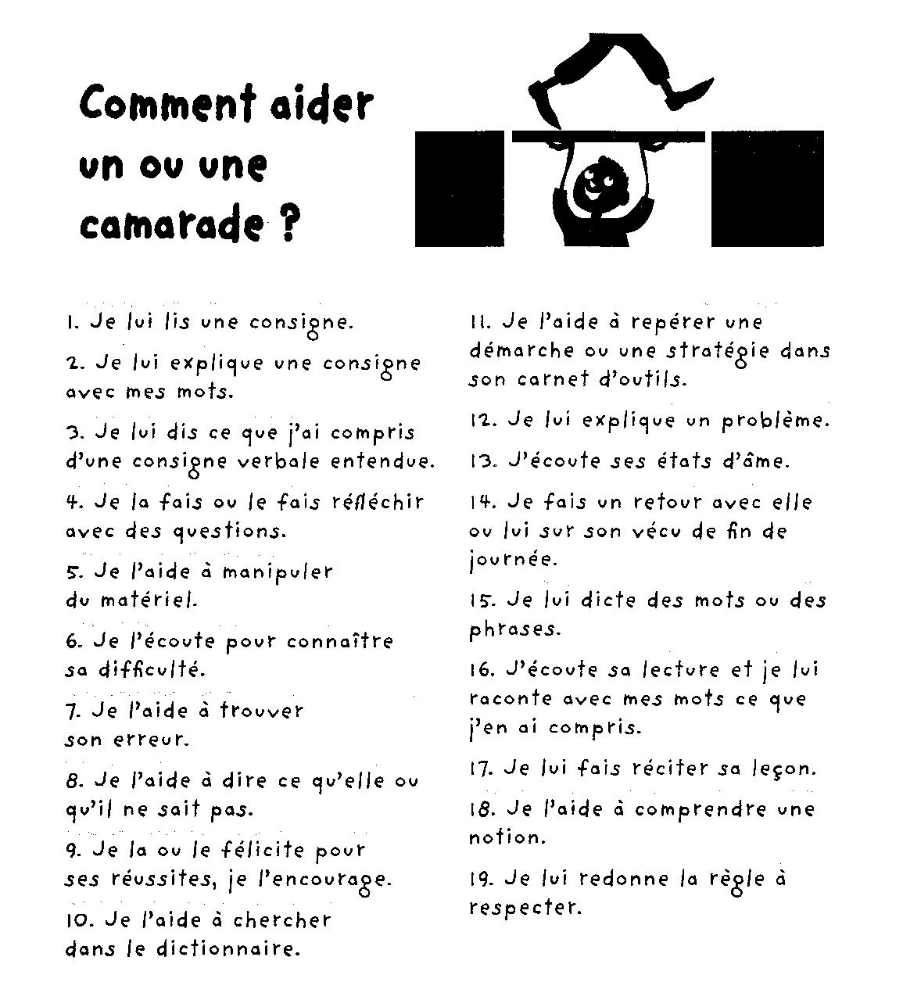 Comment aider
un ou une
camarade ?
1. Je lui lis une consigne.
2. Je lui explique une consigne
avec mes mots.
3. Je lui dis ce que j'ai compris
d'une consigne verbale entendue.
4. Je la fais ou le fais réfléchir
avec des questions.
5. Je l'aide à manipuler
du matériel.
6. Je l'écoute pour connaître
sa difficulté.
7. Je l'aide à trouver
son erreur.
8. Je l'aide à dire ce qu'elle ou
qu'il ne sait pas.
9. Je la ou le félicite pour
ses réussites, je l'encourage.
10. Je l'aide à chercher
dans le dictionnaire.
11. Je l'aide à repérer une
démarche ou une stratégie dans
son carnet d'outils.
12. Je lui explique un problème.
13. J'écoute ses états d'âme.
14. Je fais un retour avec elle
ou lui sur son vécu de fin de
journée.
15. Je lui dicte des mots ou des
phrases.
16. J'écoute sa lecture et je lui
raconte avec mes mots ce que
j'en ai compris.
17. Je lui fais réciter sa leçon.
18. Je l'aide à comprendre une
notion.
19. Je lui redonne la règle à
respecter.